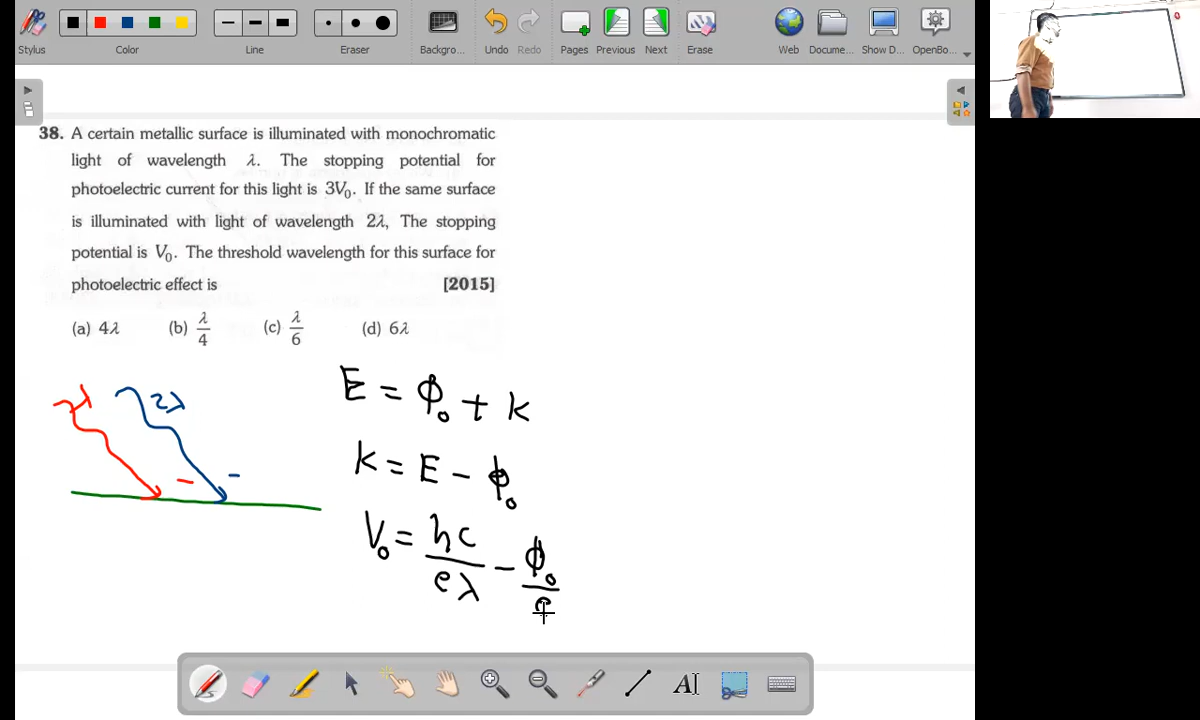 Stylus Color Line Eraser Backgro... Undo Redo Pages Previous Next Erase Web Docume... Show D... OpenBo...
38. A certain metallic surface is illuminated with monochromatic
light of wavelength λ. The stopping potential for
photoelectric current for this light is 3V₀. If the same surface
is illuminated with light of wavelength 2λ, The stopping
potential is V₀. The threshold wavelength for this surface for
photoelectric effect is [2015]
(a) 4λ (b) λ/4 (c) λ/6 (d) 6λ
λ 2λ
E = ϕ₀ + k
k = E - ϕ₀
V₀ = hc/eλ - ϕ₀/e
AI